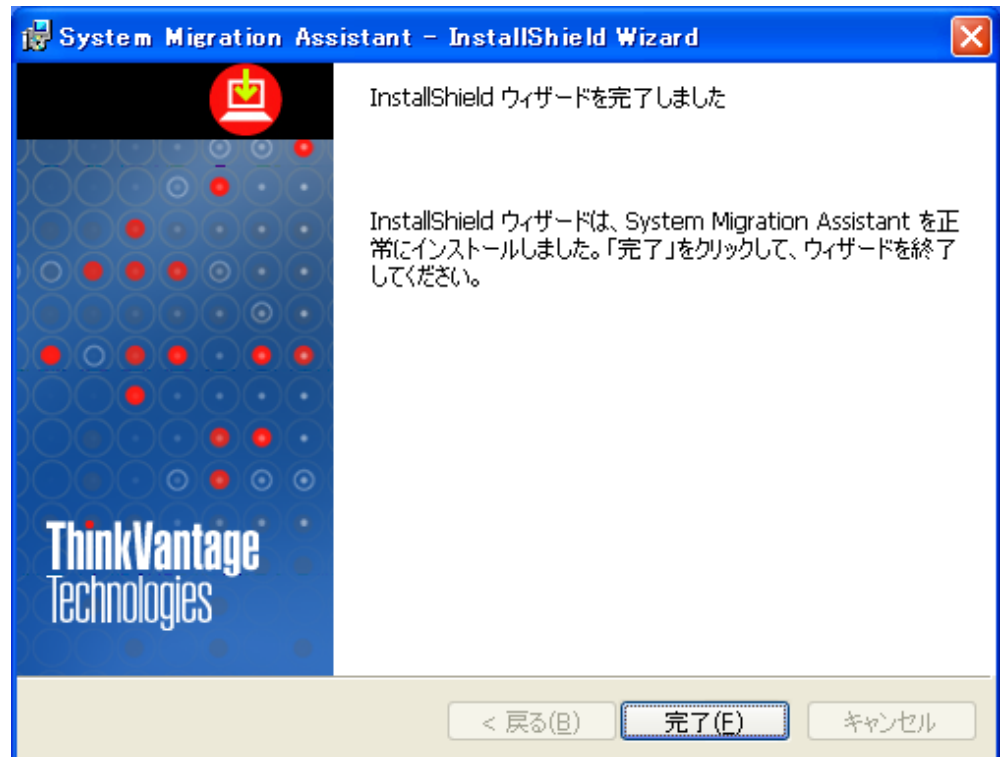 System Migration Assistant - InstallShield Wizard
InstallShield ウィザードを完了しました
InstallShield ウィザードは、System Migration Assistant を正
常にインストールしました。「完了」をクリックして、ウィザードを終了
してください。
ThinkVantage
Technologies
< 戻る(B)
完了(F)
キャンセル